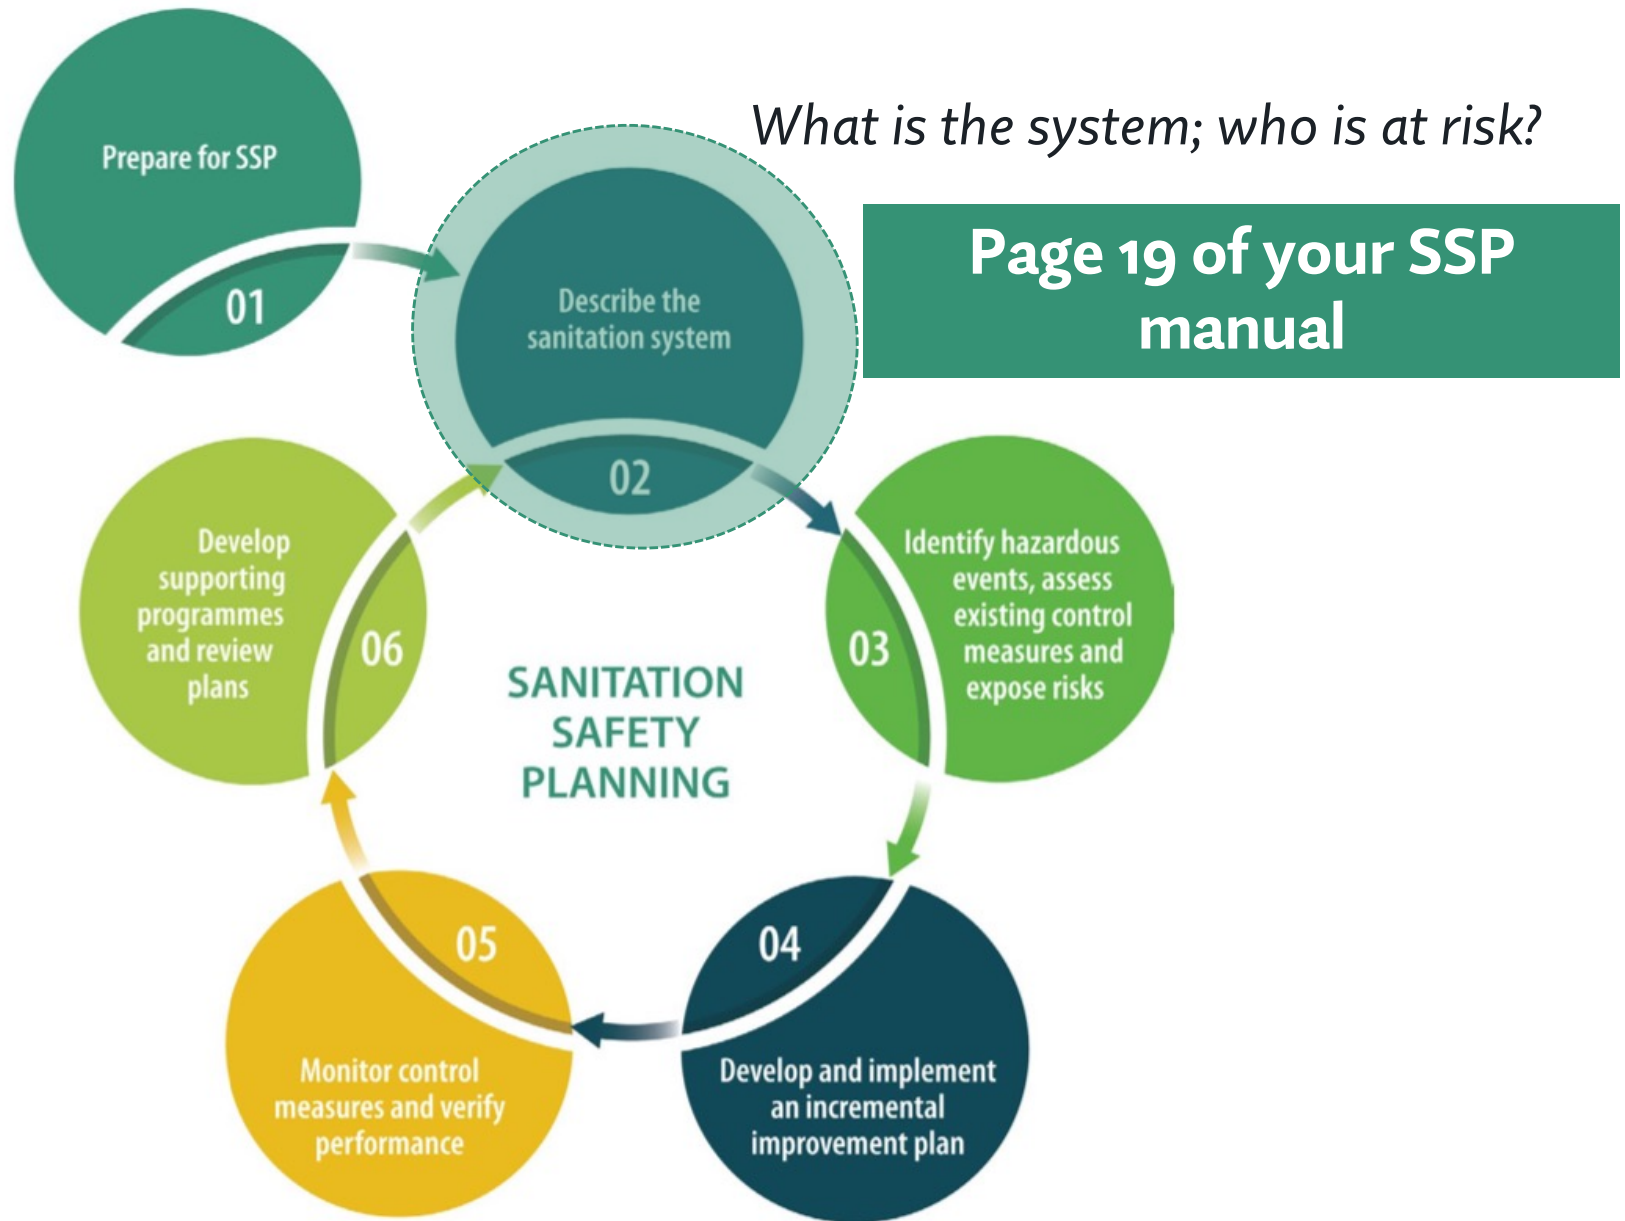 What is the system; who is at risk?
Page 19 of your SSP
manual
Prepare for SSP
01
Describe the
sanitation system
02
Identify hazardous
events, assess
existing control
measures and
expose risks
03
04
Develop and implement
an incremental
improvement plan
05
Monitor control
measures and verify
performance
Develop
supporting
programmes
and review
plans
06
SANITATION
SAFETY
PLANNING